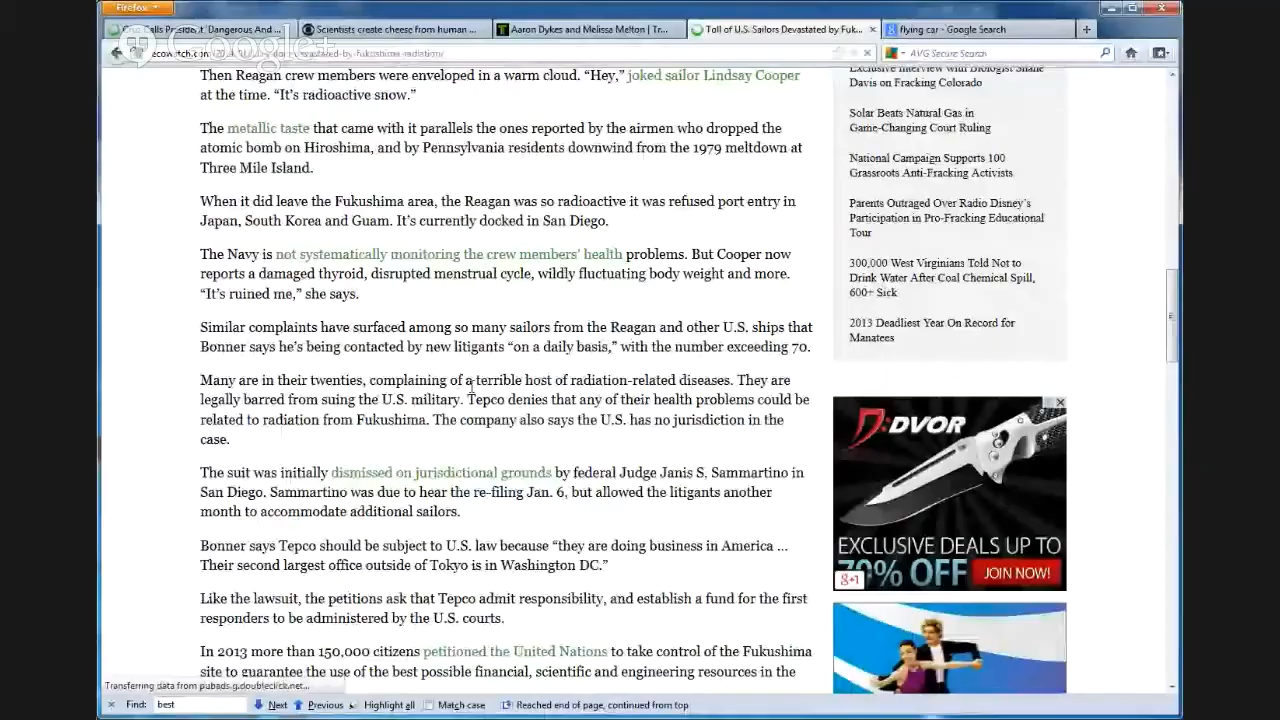 Firefox
Cruz Calls President 'Dangerous And ...
Scientists create cheese from human ...
Aaron Dykes and Melissa Melton | Tr...
Toll of U.S. Sailors Devastated by Fuk...
flying car - Google Search
Google+
AVG Secure Search
Then Reagan crew members were enveloped in a warm cloud. “Hey,” joked sailor Lindsay Cooper
at the time. “It’s radioactive snow.”
The metallic taste that came with it parallels the ones reported by the airmen who dropped the
atomic bomb on Hiroshima, and by Pennsylvania residents downwind from the 1979 meltdown at
Three Mile Island.
When it did leave the Fukushima area, the Reagan was so radioactive it was refused port entry in
Japan, South Korea and Guam. It’s currently docked in San Diego.
The Navy is not systematically monitoring the crew members’ health problems. But Cooper now
reports a damaged thyroid, disrupted menstrual cycle, wildly fluctuating body weight and more.
“It’s ruined me,” she says.
Similar complaints have surfaced among so many sailors from the Reagan and other U.S. ships that
Bonner says he’s being contacted by new litigants “on a daily basis,” with the number exceeding 70.
Many are in their twenties, complaining of a terrible host of radiation-related diseases. They are
legally barred from suing the U.S. military. Tepco denies that any of their health problems could be
related to radiation from Fukushima. The company also says the U.S. has no jurisdiction in the
case.
The suit was initially dismissed on jurisdictional grounds by federal Judge Janis S. Sammartino in
San Diego. Sammartino was due to hear the re-filing Jan. 6, but allowed the litigants another
month to accommodate additional sailors.
Bonner says Tepco should be subject to U.S. law because “they are doing business in America …
Their second largest office outside of Tokyo is in Washington DC.”
Like the lawsuit, the petitions ask that Tepco admit responsibility, and establish a fund for the first
responders to be administered by the U.S. courts.
In 2013 more than 150,000 citizens petitioned the United Nations to take control of the Fukushima
site to guarantee the use of the best possible financial, scientific and engineering resources in the
Exclusive Interview with Biologist Shane
Davis on Fracking Colorado
Solar Beats Natural Gas in
Game-Changing Court Ruling
National Campaign Supports 100
Grassroots Anti-Fracking Activists
Parents Outraged Over Radio Disney’s
Participation in Pro-Fracking Educational
Tour
300,000 West Virginians Told Not to
Drink Water After Coal Chemical Spill,
600+ Sick
2013 Deadliest Year On Record for
Manatees
DVOR
EXCLUSIVE DEALS UP TO
70% OFF JOIN NOW!
g+1
Transferring data from pubads.g.doubleclick.net...
Find: best Next Previous Highlight all Match case Reached end of page, continued from top